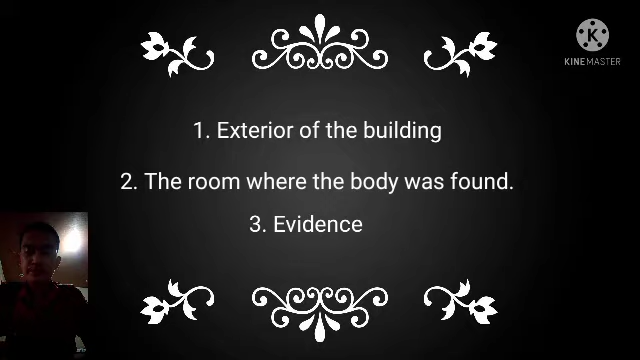 KINEMASTER
1. Exterior of the building
2. The room where the body was found.
3. Evidence